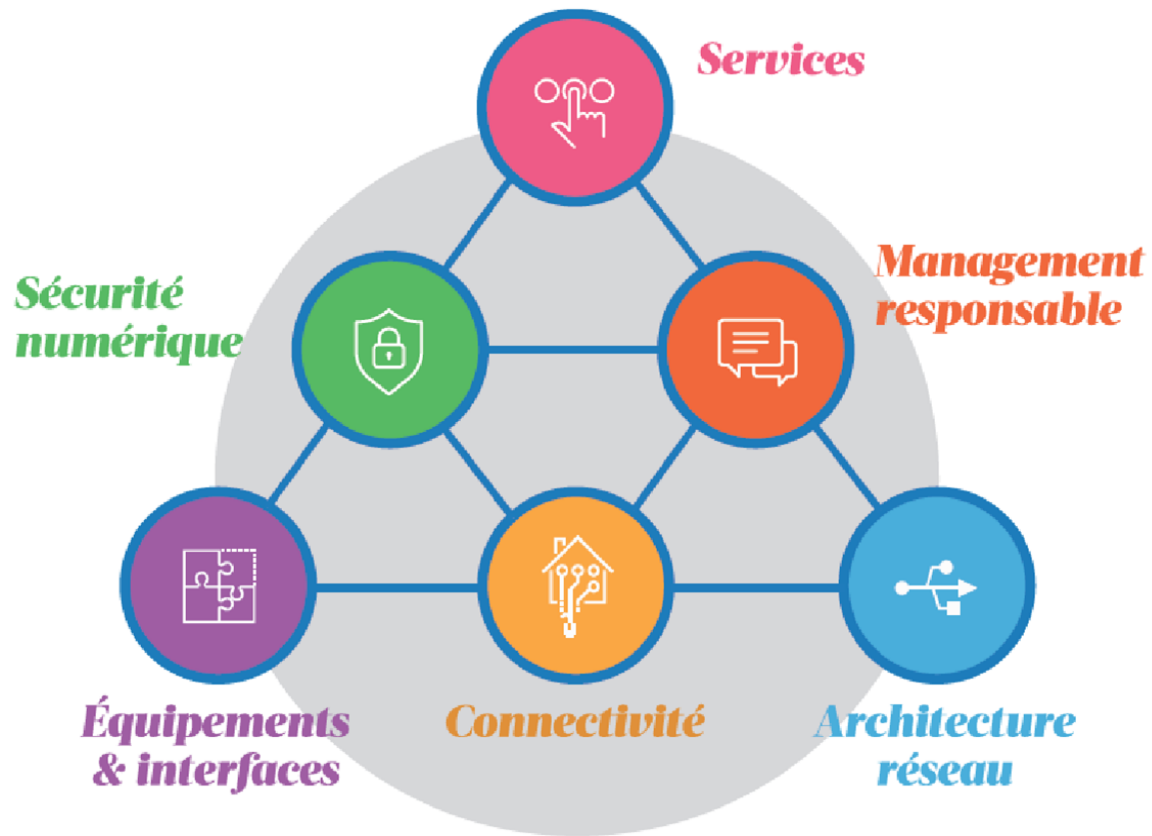 Services
Management
responsable
Sécurité
numérique
Équipements
& interfaces
Connectivité
Architecture
réseau